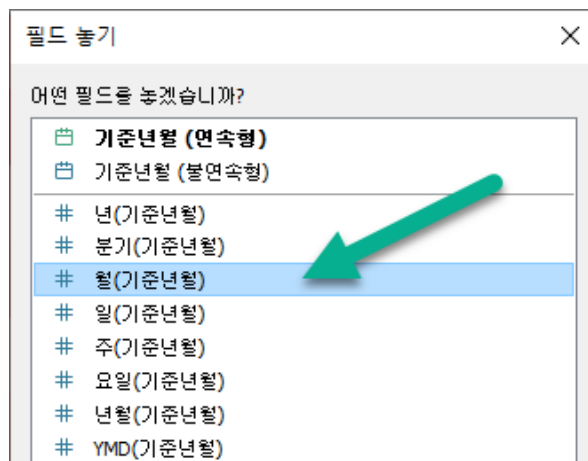 필드 놓기
어떤 필드를 놓겠습니까?
기준년월 (연속형)
기준년월 (불연속형)
년(기준년월)
분기(기준년월)
월(기준년월)
일(기준년월)
주(기준년월)
요일(기준년월)
년월(기준년월)
YMD(기준년월)